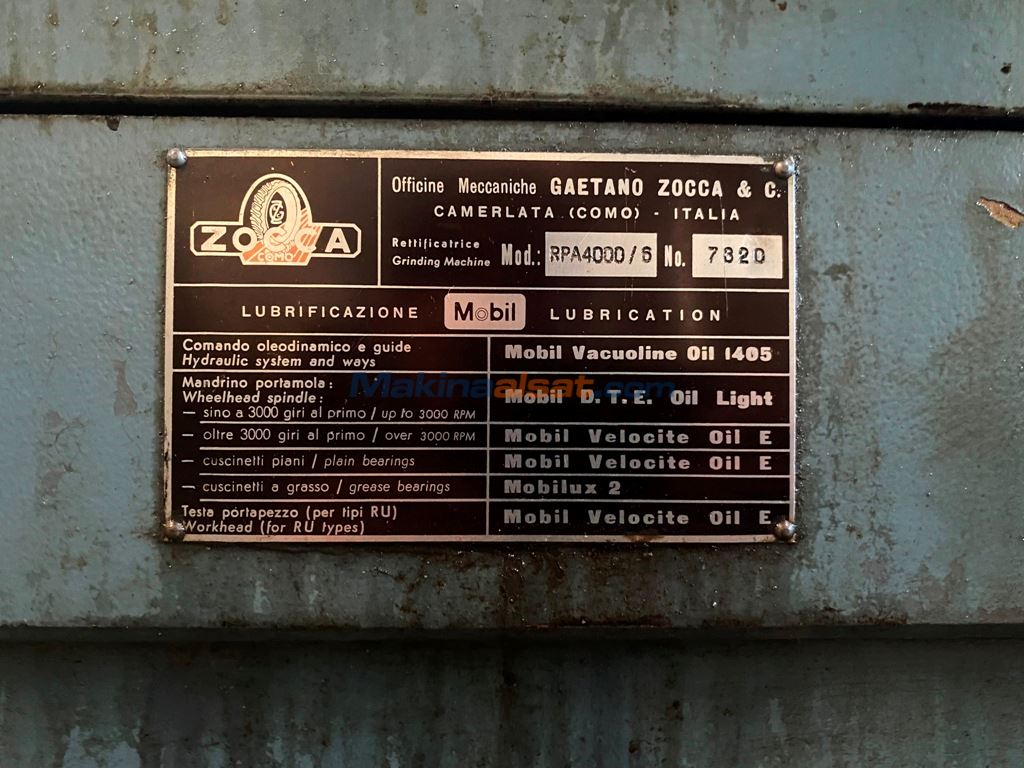 ZOCCA
COMO
Officine Meccaniche GAETANO ZOCCA & C.
CAMERLATA (COMO) - ITALIA
Rettificatrice
Grinding Machine Mod.: RPA4000/6 No. 7320
LUBRIFICAZIONE Mobil LUBRICATION
Comando oleodinamico e guide
Hydraulic system and ways
Mobil Vacuoline Oil 1405
Mandrino portamola:
Wheelhead spindle:
— sino a 3000 giri al primo / up to 3000 RPM
Mobil D.T.E. Oil Light
— oltre 3000 giri al primo / over 3000 RPM
Mobil Velocite Oil E
— cuscinetti piani / plain bearings
Mobil Velocite Oil E
— cuscinetti a grasso / grease bearings
Mobilux 2
Testa portapezzo (per tipi RU)
Workhead (for RU types)
Mobil Velocite Oil E
Makinaalsat.com